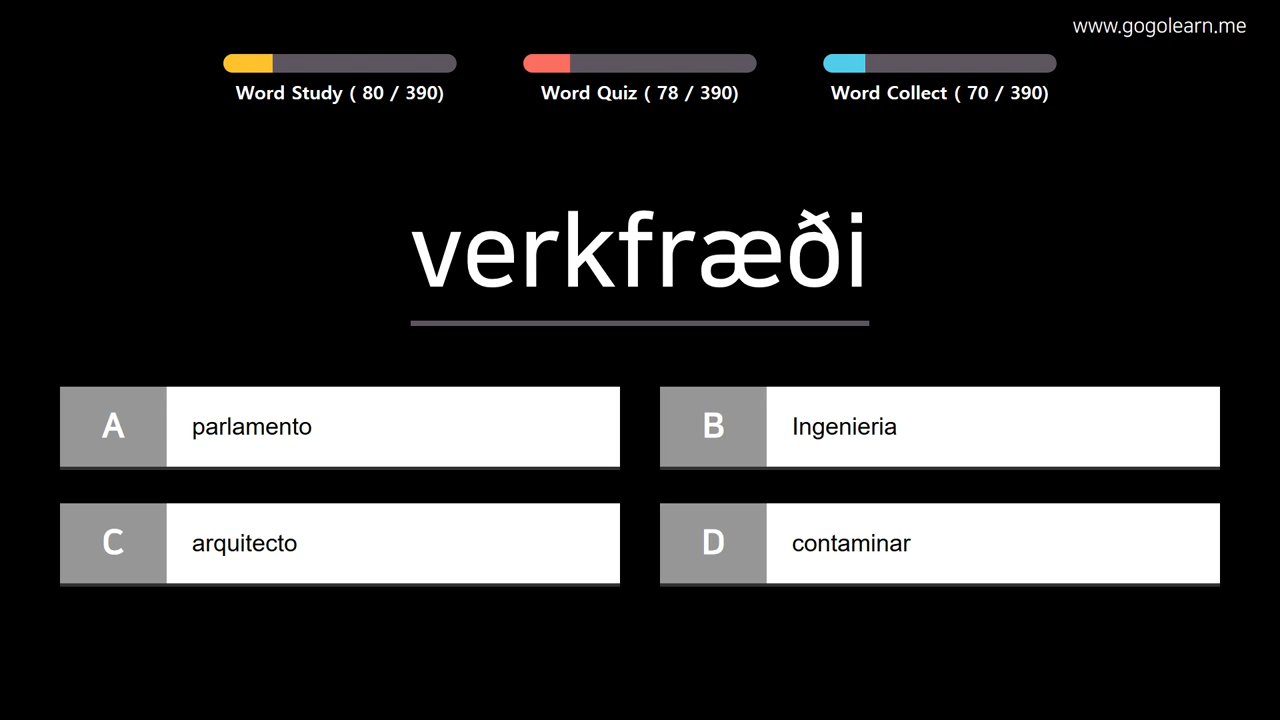 www.gogolearn.me
Word Study ( 80 / 390)
Word Quiz ( 78 / 390)
Word Collect ( 70 / 390)
verkfræði
A parlamento
B Ingenieria
C arquitecto
D contaminar